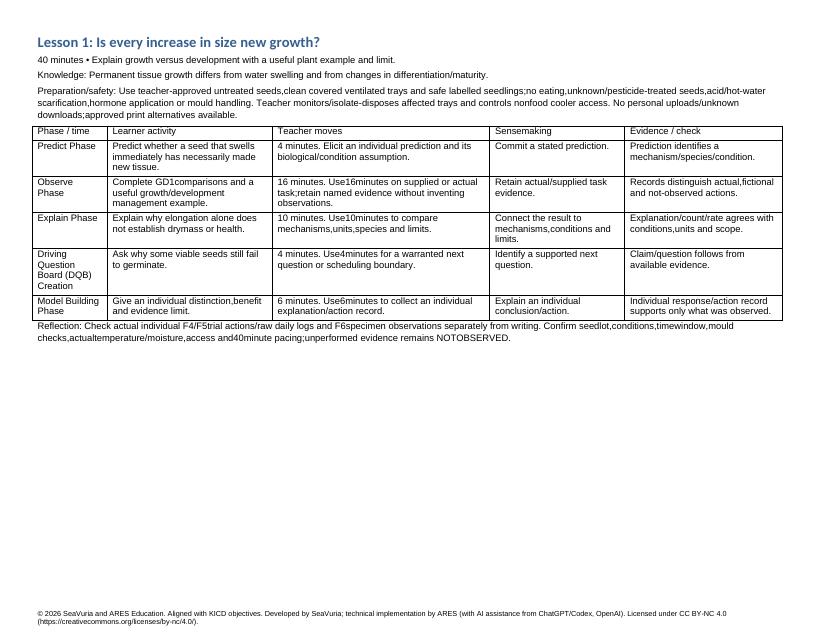 Lesson 1: Is every increase in size new growth?
40 minutes • Explain growth versus development with a useful plant example and limit.
Knowledge: Permanent tissue growth differs from water swelling and from changes in differentiation/maturity.
Preparation/safety: Use teacher-approved untreated seeds,clean covered ventilated trays and safe labelled seedlings;no eating,unknown/pesticide-treated seeds,acid/hot-water
scarification,hormone application or mould handling. Teacher monitors/isolate-disposes affected trays and controls nonfood cooler access. No personal uploads/unknown
downloads;approved print alternatives available.
Phase / time
Learner activity
Teacher moves
Sensemaking
Evidence / check
Predict Phase
Predict whether a seed that swells
immediately has necessarily made
new tissue.
4 minutes. Elicit an individual prediction and its
biological/condition assumption.
Commit a stated prediction.
Prediction identifies a
mechanism/species/condition.
Observe
Phase
Complete GD1comparisons and a
useful growth/development
management example.
16 minutes. Use16minutes on supplied or actual
task;retain named evidence without inventing
observations.
Retain actual/supplied task
evidence.
Records distinguish actual,fictional
and not-observed actions.
Explain Phase
Explain why elongation alone does
not establish drymass or health.
10 minutes. Use10minutes to compare
mechanisms,units,species and limits.
Connect the result to
mechanisms,conditions and
limits.
Explanation/count/rate agrees with
conditions,units and scope.
Driving
Question
Board (DQB)
Creation
Ask why some viable seeds still fail
to germinate.
4 minutes. Use4minutes for a warranted next
question or scheduling boundary.
Identify a supported next
question.
Claim/question follows from
available evidence.
Model Building
Phase
Give an individual distinction,benefit
and evidence limit.
6 minutes. Use6minutes to collect an individual
explanation/action record.
Explain an individual
conclusion/action.
Individual response/action record
supports only what was observed.
Reflection: Check actual individual F4/F5trial actions/raw daily logs and F6specimen observations separately from writing. Confirm seedlot,conditions,timewindow,mould
checks,actualtemperature/moisture,access and40minute pacing;unperformed evidence remains NOTOBSERVED.
© 2026 SeaVuria and ARES Education. Aligned with KICD objectives. Developed by SeaVuria; technical implementation by ARES (with AI assistance from ChatGPT/Codex, OpenAI). Licensed under CC BY-NC 4.0
(https://creativecommons.org/licenses/by-nc/4.0/).